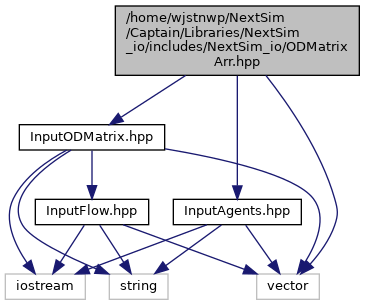 /home/wjstnwp/NextSim
/Captain/Libraries/NextSim
_io/includes/NextSim_io/ODMatrix
Arr.hpp
InputODMatrix.hpp
InputFlow.hpp
InputAgents.hpp
iostream
string
vector